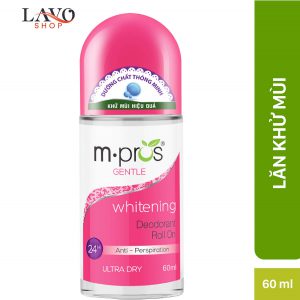 LAVO
SHOP
DƯỠNG CHẤT THÔNG MINH
KHỬ MÙI HIỆU QUẢ
m•pros
GENTLE
whitening
Deodorant
Roll On
24H
Anti - Perspiration
ULTRA DRY
60ml
LĂN KHỬ MÙI
60 ml